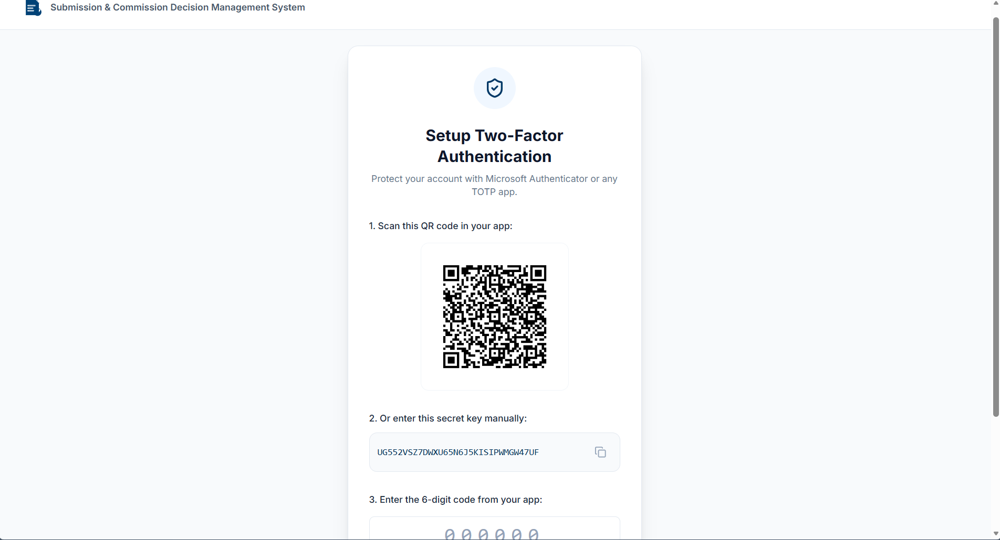 Submission & Commission Decision Management System
Setup Two-Factor
Authentication
Protect your account with Microsoft Authenticator or any
TOTP app.
1. Scan this QR code in your app:
2. Or enter this secret key manually:
UG552VSZ7DWXU65N6J5KISIPWMGW47UF
3. Enter the 6-digit code from your app:
000000